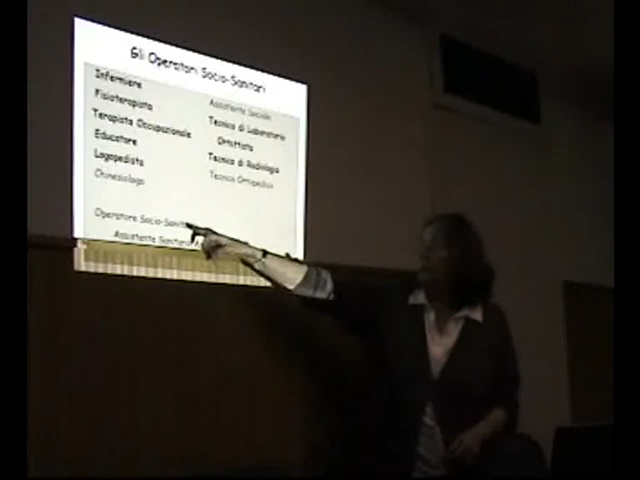 Gli Operatori Socio-Sanitari
Infermiere
Fisioterapista
Terapista Occupazionale
Educatore
Logopedista
Chinesiologo
Assistente Sociale
Tecnico di Laboratorio
Ortottista
Tecnico di Radiologia
Tecnico Ortopedico
Operatore
Assistente